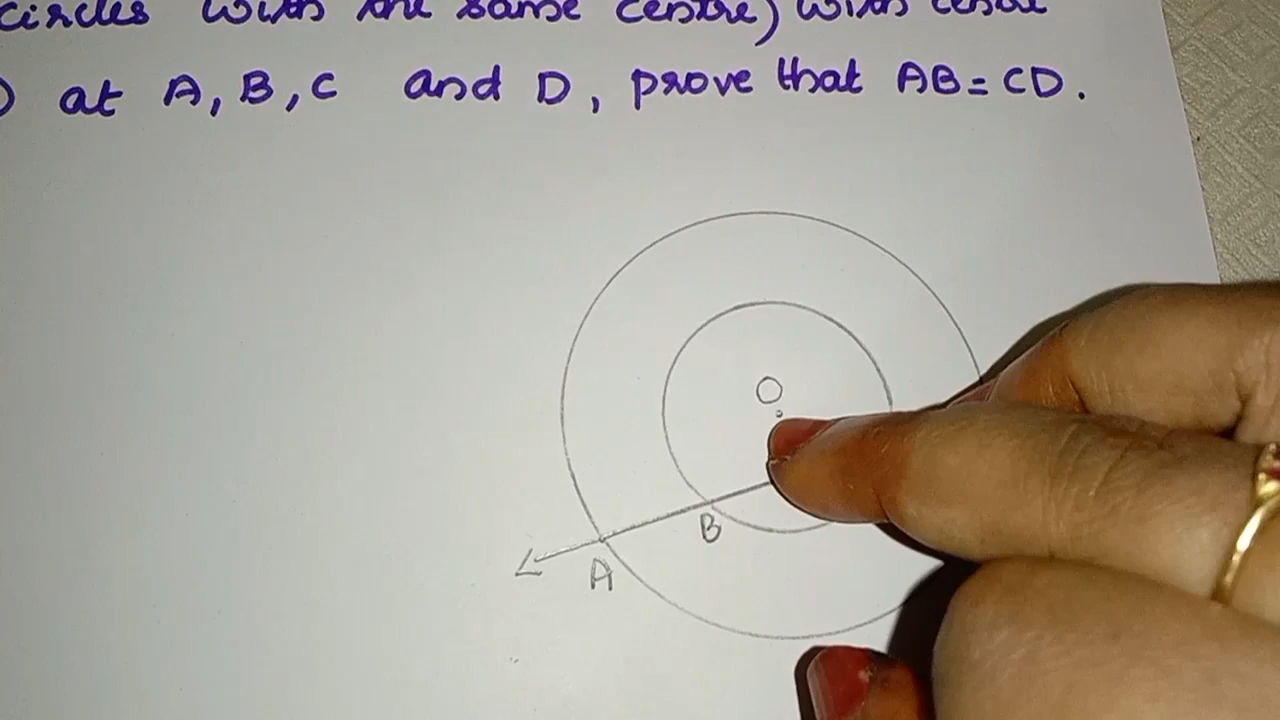 circles with the same centre) with centre
O at A, B, C and D, prove that AB = CD.
O
B
A